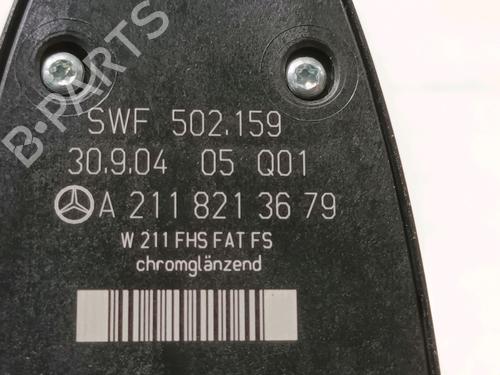 B-PARTS
SWF 502.159
30.9.04 05 Q01
A 211 821 36 79
W 211 FHS FAT FS
chromglänzend